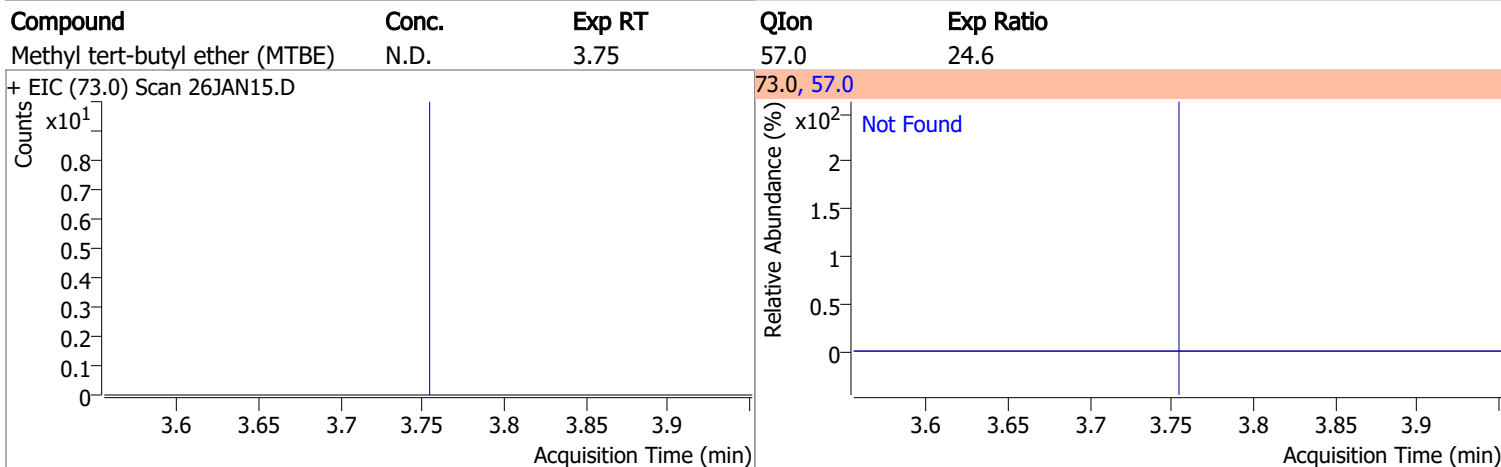 Compound Conc. Exp RT QIon Exp Ratio
Methyl tert-butyl ether (MTBE) N.D. 3.75 57.0 24.6
+ EIC (73.0) Scan 26JAN15.D
Counts
x10¹
0.8
0.7
0.6
0.5
0.4
0.3
0.2
0.1
0
3.6 3.65 3.7 3.75 3.8 3.85 3.9
Acquisition Time (min)
73.0, 57.0
Relative Abundance (%)
x10²
Not Found
2
1.5
1
0.5
0
3.6 3.65 3.7 3.75 3.8 3.85 3.9
Acquisition Time (min)